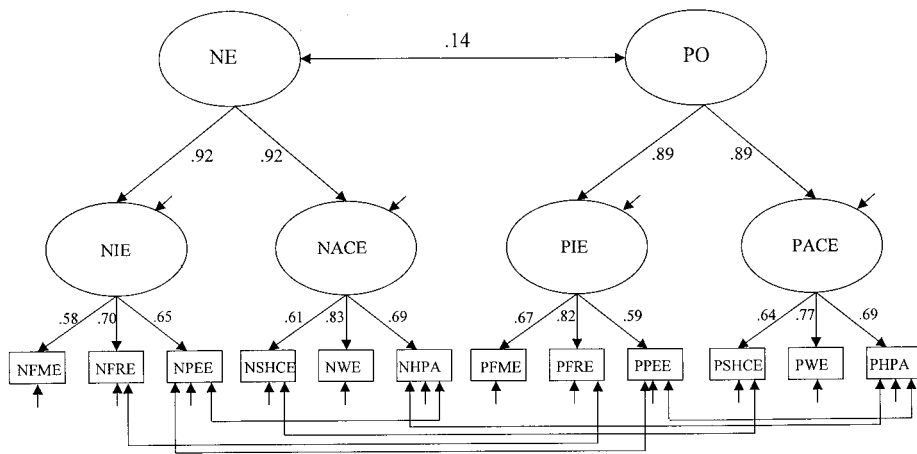 NE
.14
PO
.92
.92
.89
.89
NIE
NACE
PIE
PACE
.58
.70
.65
.61
.83
.69
.67
.82
.59
.64
.77
.69
NFME
NFRE
NPEE
NSHCE
NWE
NHPA
PFME
PFRE
PPEE
PSHCE
PWE
PHPA